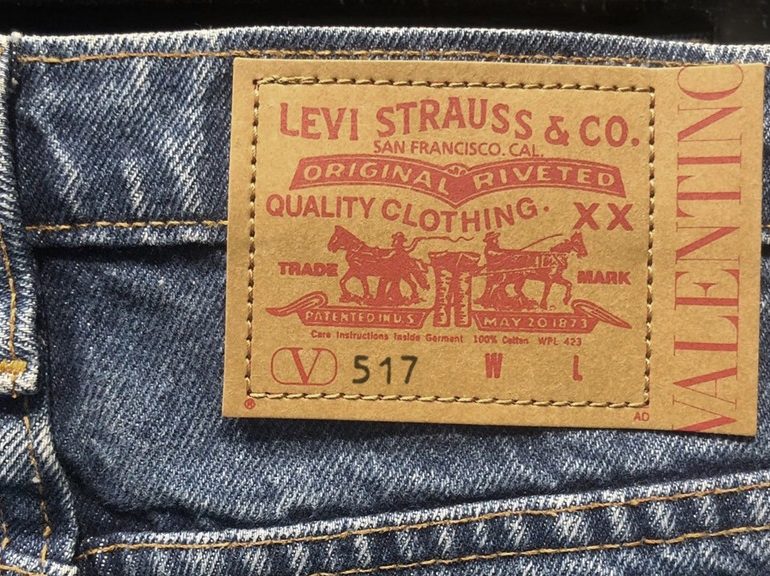 LEVI STRAUSS & CO.
SAN FRANCISCO. CAL.
ORIGINAL RIVETED
QUALITY CLOTHING. XX
TRADE MARK
PATENTED IN U.S. MAY 20 1873
Care Instructions Inside Garment 100% Cotton WPL 423
V 517 W L
® AD
VALENTINO